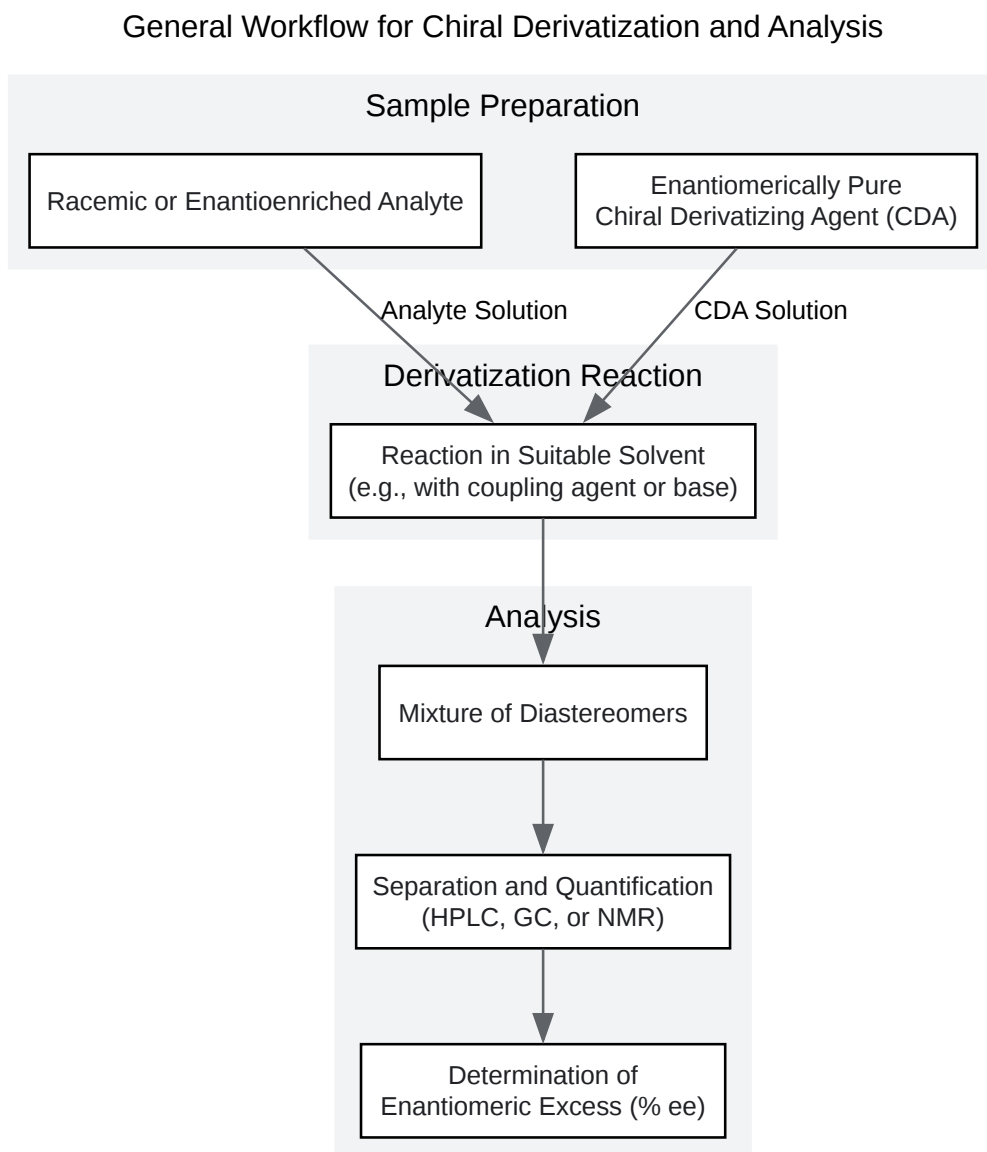 General Workflow for Chiral Derivatization and Analysis
Sample Preparation
Racemic or Enantioenriched Analyte
Enantiomerically Pure
Chiral Derivatizing Agent (CDA)
Analyte Solution
CDA Solution
Derivatization Reaction
Reaction in Suitable Solvent
(e.g., with coupling agent or base)
Analysis
Mixture of Diastereomers
Separation and Quantification
(HPLC, GC, or NMR)
Determination of
Enantiomeric Excess (% ee)